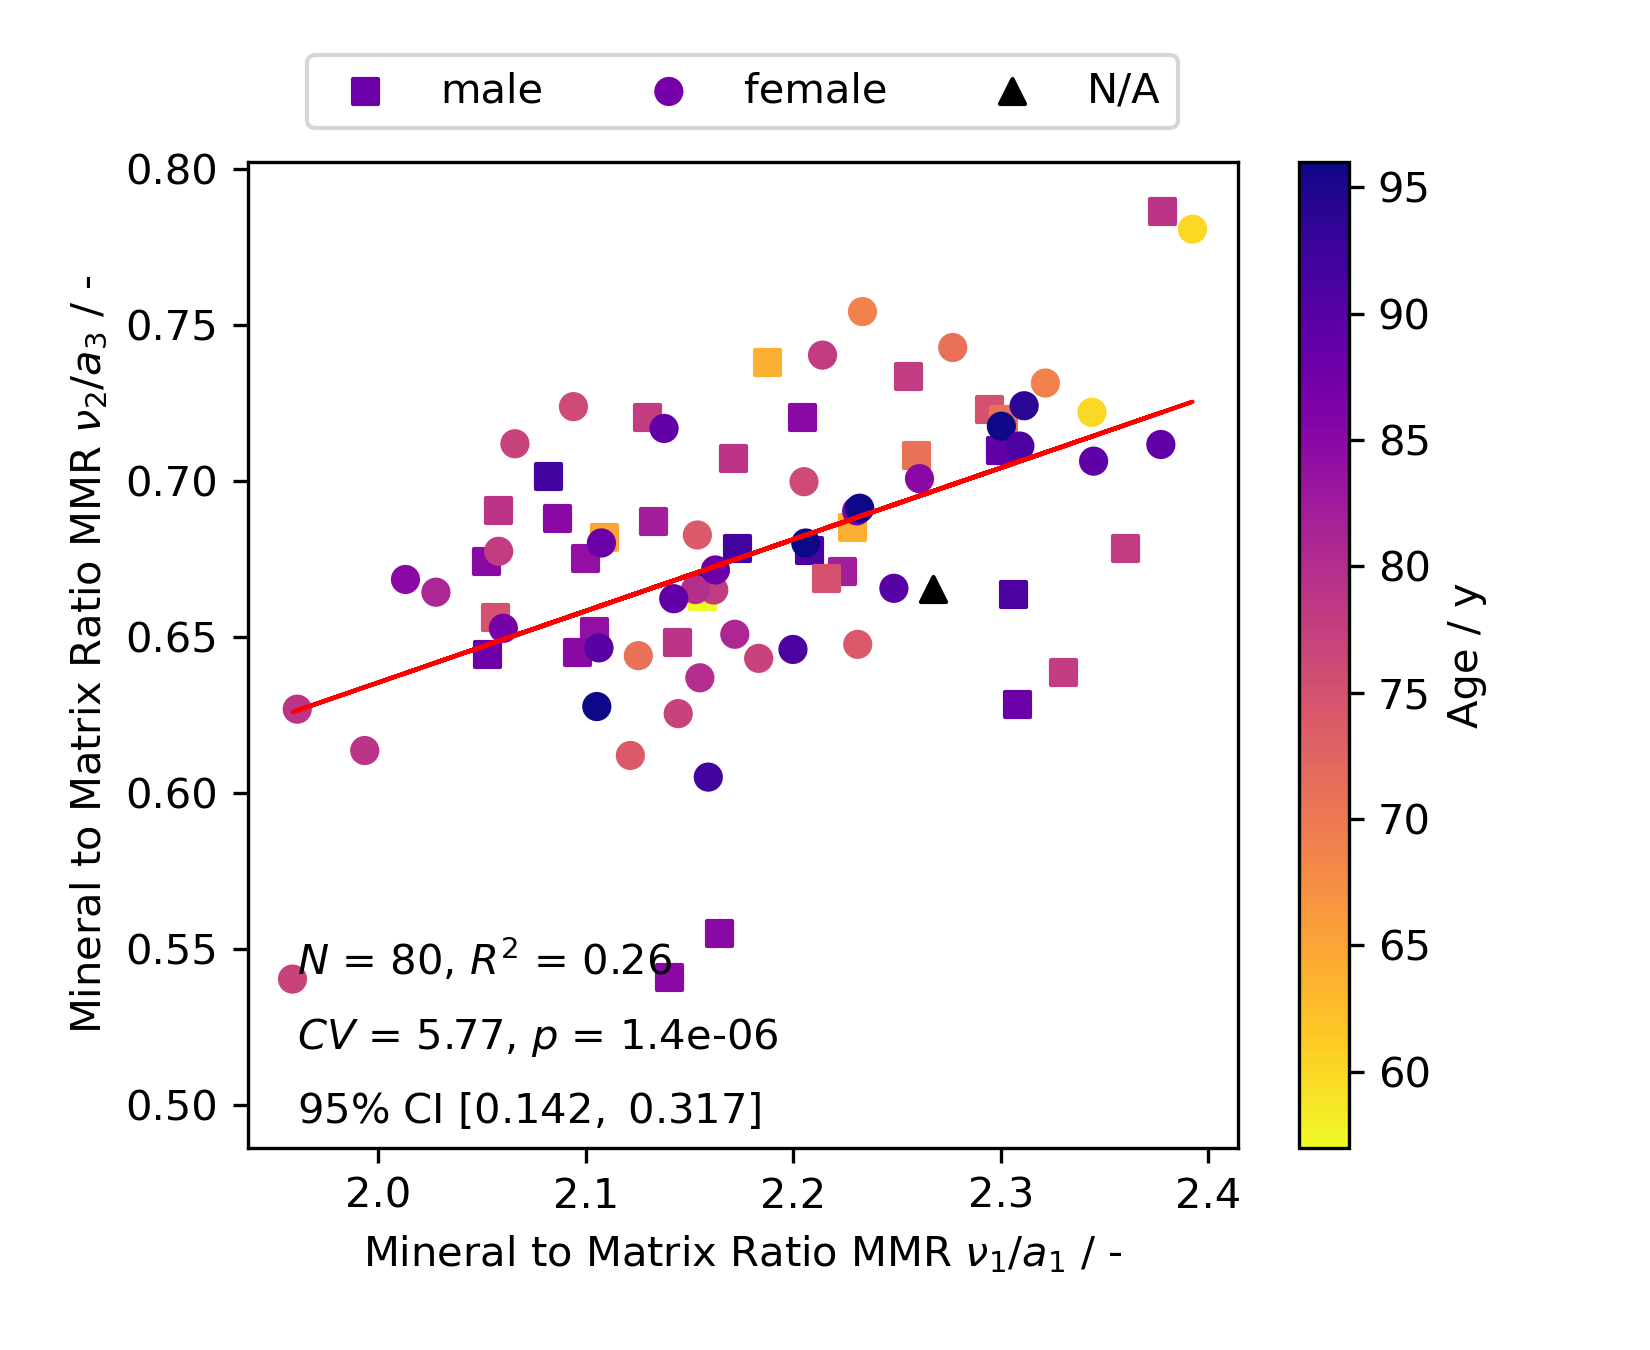 male female N/A
0.80
0.75
0.70
0.65
0.60
0.55
0.50
Mineral to Matrix Ratio MMR ν₂/a₃ / -
N = 80, R² = 0.26
CV = 5.77, p = 1.4e-06
95% CI [0.142, 0.317]
2.0 2.1 2.2 2.3 2.4
Mineral to Matrix Ratio MMR ν₁/a₁ / -
95
90
85
80
75
70
65
60
Age / y